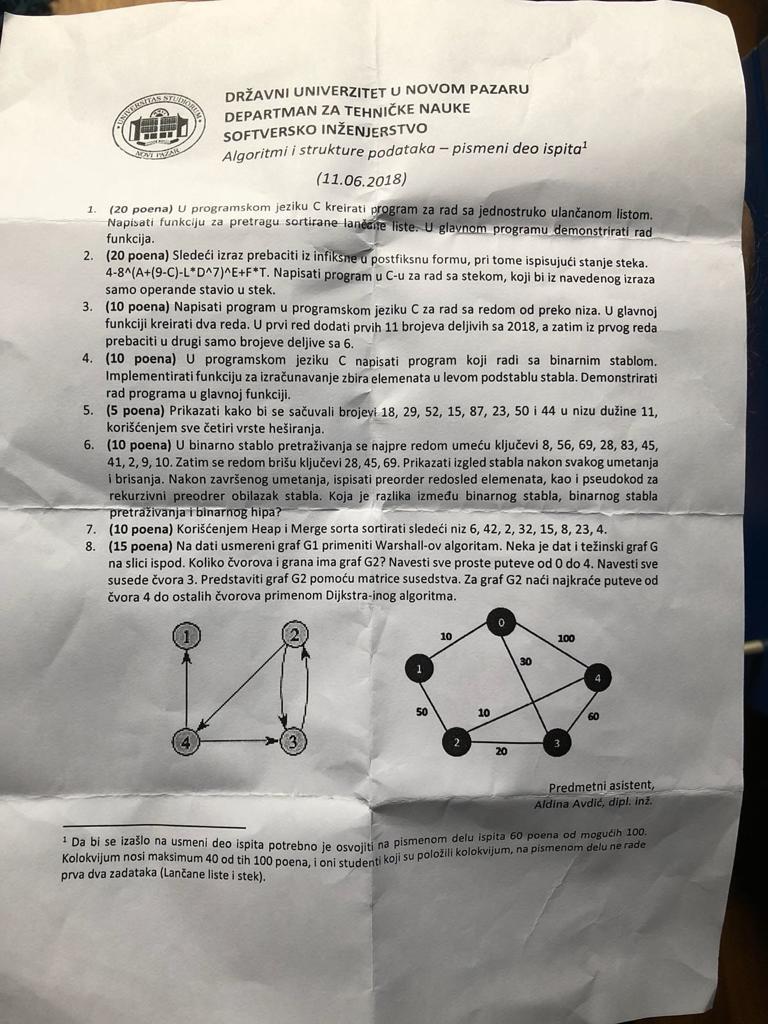 UNIVERSITAS STUDIORUM
NOVI PAZAR
DRŽAVNI UNIVERZITET U NOVOM PAZARU
DEPARTMAN ZA TEHNIČKE NAUKE
SOFTVERSKO INŽENJERSTVO
Algoritmi i strukture podataka – pismeni deo ispita¹
(11.06.2018)
1. (20 poena) U programskom jeziku C kreirati program za rad sa jednostruko ulančanom listom.
Napisati funkciju za pretragu sortirane lančane liste. U glavnom programu demonstrirati rad
funkcija.
2. (20 poena) Sledeći izraz prebaciti iz infiksne u postfiksnu formu, pri tome ispisujući stanje steka.
4-8^(A+(9-C)-L*D^7)^E+F*T. Napisati program u C-u za rad sa stekom, koji bi iz navedenog izraza
samo operande stavio u stek.
3. (10 poena) Napisati program u programskom jeziku C za rad sa redom od preko niza. U glavnoj
funkciji kreirati dva reda. U prvi red dodati prvih 11 brojeva deljivih sa 2018, a zatim iz prvog reda
prebaciti u drugi samo brojeve deljive sa 6.
4. (10 poena) U programskom jeziku C napisati program koji radi sa binarnim stablom.
Implementirati funkciju za izračunavanje zbira elemenata u levom podstablu stabla. Demonstrirati
rad programa u glavnoj funkciji.
5. (5 poena) Prikazati kako bi se sačuvali brojevi 18, 29, 52, 15, 87, 23, 50 i 44 u nizu dužine 11,
korišćenjem sve četiri vrste heširanja.
6. (10 poena) U binarno stablo pretraživanja se najpre redom umeću ključevi 8, 56, 69, 28, 83, 45,
41, 2, 9, 10. Zatim se redom brišu ključevi 28, 45, 69. Prikazati izgled stabla nakon svakog umetanja
i brisanja. Nakon završenog umetanja, ispisati preorder redosled elemenata, kao i pseudokod za
rekurzivni preodrer obilazak stabla. Koja je razlika između binarnog stabla, binarnog stabla
pretraživanja i binarnog hipa?
7. (10 poena) Korišćenjem Heap i Merge sorta sortirati sledeći niz 6, 42, 2, 32, 15, 8, 23, 4.
8. (15 poena) Na dati usmereni graf G1 primeniti Warshall-ov algoritam. Neka je dat i težinski graf G
na slici ispod. Koliko čvorova i grana ima graf G2? Navesti sve proste puteve od 0 do 4. Navesti sve
susede čvora 3. Predstaviti graf G2 pomoću matrice susedstva. Za graf G2 naći najkraće puteve od
čvora 4 do ostalih čvorova primenom Dijkstra-inog algoritma.
1 2
4 3
0
10 100
30
1
4
50 10
60
2 3
20
Predmetni asistent,
Aldina Avdić, dipl. inž.
¹ Da bi se izašlo na usmeni deo ispita potrebno je osvojiti na pismenom delu ispita 60 poena od mogućih 100.
Kolokvijum nosi maksimum 40 od tih 100 poena, i oni studenti koji su položili kolokvijum, na pismenom delu ne rade
prva dva zadataka (Lančane liste i stek).